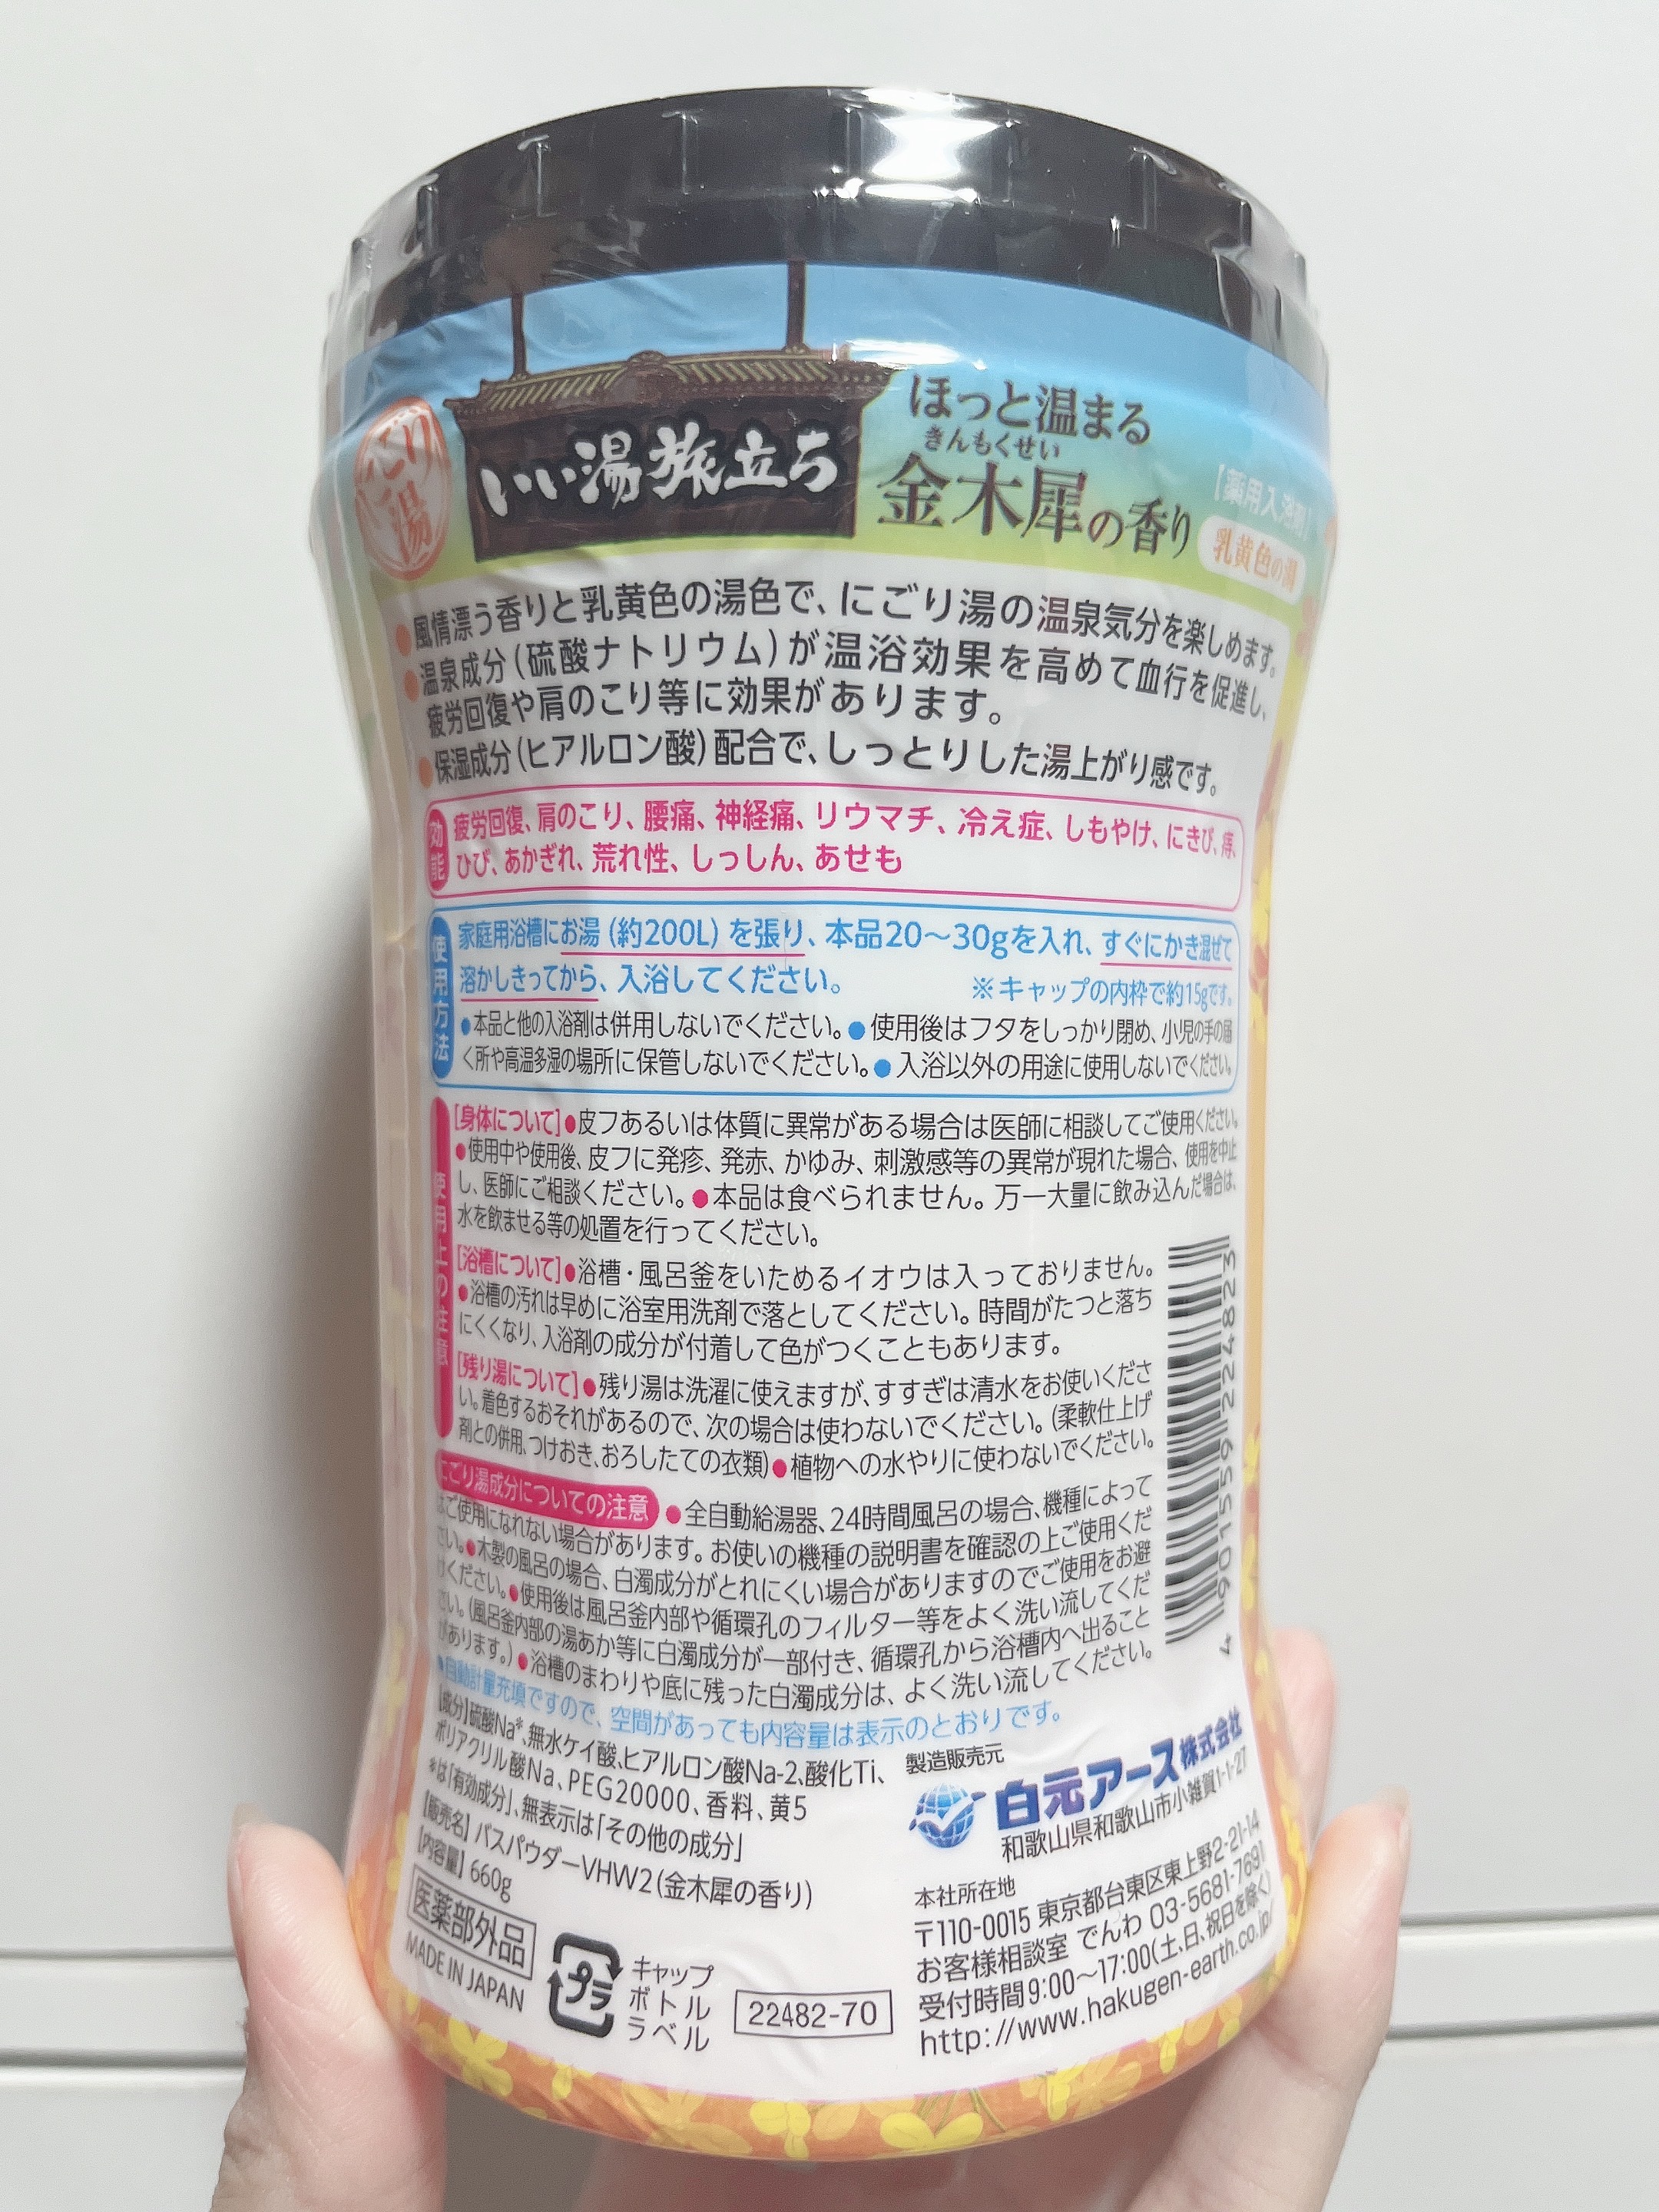 にごり湯
いい湯旅立ち
ほっと温まる
きんもくせい
金木犀の香り
【薬用入浴剤】
乳黄色の湯
●風情漂う香りと乳黄色の湯色で、にごり湯の温泉気分を楽しめます。
●温泉成分(硫酸ナトリウム)が温浴効果を高めて血行を促進し、
疲労回復や肩のこり等に効果があります。
●保湿成分(ヒアルロン酸)配合で、しっとりした湯上がり感です。
効能
疲労回復、肩のこり、腰痛、神経痛、リウマチ、冷え症、しもやけ、にきび、痔、
ひび、あかぎれ、荒れ性、しっしん、あせも
使用方法
家庭用浴槽にお湯(約200L)を張り、本品20〜30gを入れ、すぐにかき混ぜて
溶かしきってから、入浴してください。 ※キャップの内枠で約15gです。
●本品と他の入浴剤は併用しないでください。●使用後はフタをしっかり閉め、小児の手の届
く所や高温多湿の場所に保管しないでください。●入浴以外の用途に使用しないでください。
使用上の注意
[身体について]●皮フあるいは体質に異常がある場合は医師に相談してご使用ください。
●使用中や使用後、皮フに発疹、発赤、かゆみ、刺激感等の異常が現れた場合、使用を中止
し、医師にご相談ください。●本品は食べられません。万一大量に飲み込んだ場合は、
水を飲ませる等の処置を行ってください。
[浴槽について]●浴槽・風呂釜をいためるイオウは入っておりません。
●浴槽の汚れは早めに浴室用洗剤で落としてください。時間がたつと落ち
にくくなり、入浴剤の成分が付着して色がつくこともあります。
[残り湯について]●残り湯は洗濯に使えますが、すすぎは清水をお使いくださ
い。着色するおそれがあるので、次の場合は使わないでください。(柔軟仕上げ
剤との併用、つけおき、おろしたての衣類)●植物への水やりに使わないでください。
にごり湯成分についての注意 ●全自動給湯器、24時間風呂の場合、機種によって
はご使用になれない場合があります。お使いの機種の説明書を確認の上ご使用くだ
さい。●木製の風呂の場合、白濁成分がとれにくい場合がありますのでご使用をお避
けください。●使用後は風呂釜内部や循環孔のフィルター等をよく洗い流してくだ
さい。(風呂釜内部の湯あか等に白濁成分が一部付き、循環孔から浴槽内へ出ること
があります。)●浴槽のまわりや底に残った白濁成分は、よく洗い流してください。
●自動計量充填ですので、空間があっても内容量は表示のとおりです。
4 901559 224823
【成分】硫酸Na*、無水ケイ酸、ヒアルロン酸Na-2、酸化Ti、
ポリアクリル酸Na、PEG20000、香料、黄5
*は「有効成分」、無表示は「その他の成分」
【販売名】バスパウダーVHW2(金木犀の香り)
【内容量】660g
医薬部外品
MADE IN JAPAN
プラ
キャップ
ボトル
ラベル
22482-70
製造販売元
白元アース株式会社
和歌山県和歌山市小雑賀1-1-27
本社所在地
〒110-0015 東京都台東区東上野2-21-14
お客様相談室 でんわ 03-5681-7691
受付時間9:00〜17:00(土、日、祝日を除く)
http://www.hakugen-earth.co.jp/